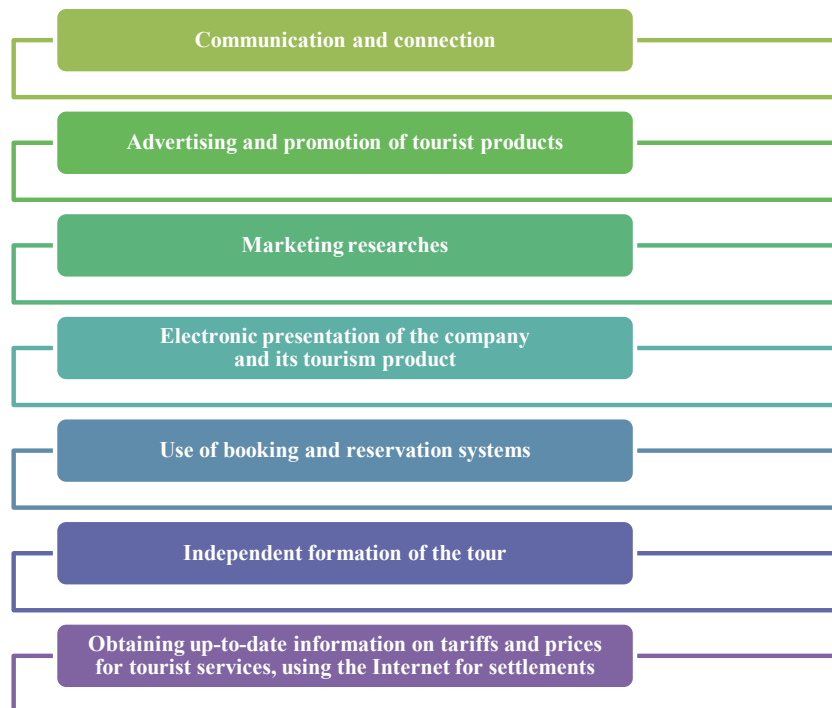 Communication and connection
Advertising and promotion of tourist products
Marketing researches
Electronic presentation of the company
and its tourism product
Use of booking and reservation systems
Independent formation of the tour
Obtaining up-to-date information on tariffs and prices
for tourist services, using the Internet for settlements